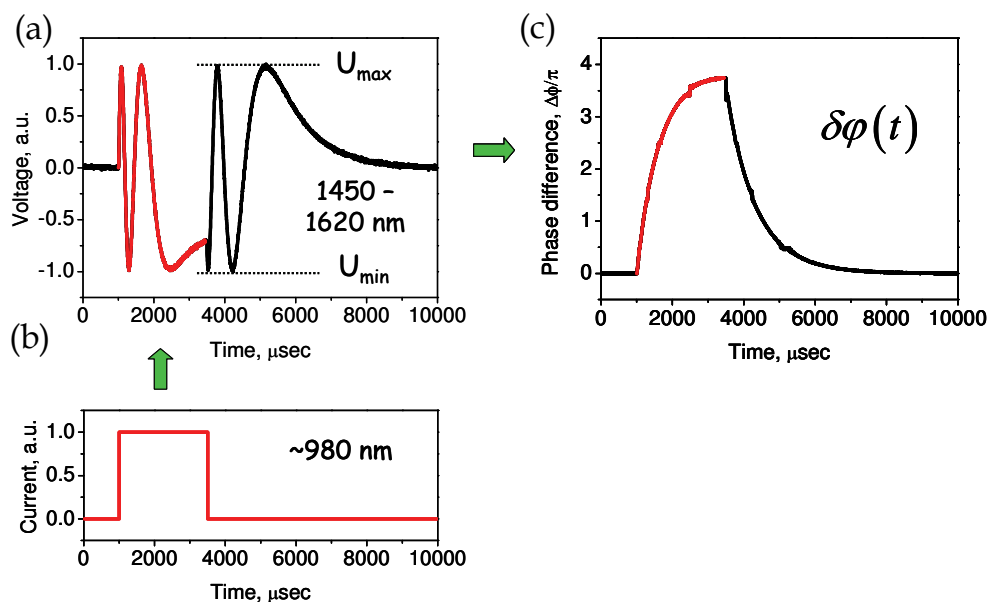 (a)
Voltage, a.u.
1.0
0.5
0.0
-0.5
-1.0
U max
1450 –
1620 nm
U min
0 2000 4000 6000 8000 10000
Time, μsec
(b)
Current, a.u.
1.0
0.5
0.0
~980 nm
0 2000 4000 6000 8000 10000
Time, μsec
(c)
Phase difference, Δϕ/π
4
3
2
1
0
δφ(t)
0 2000 4000 6000 8000 10000
Time, μsec